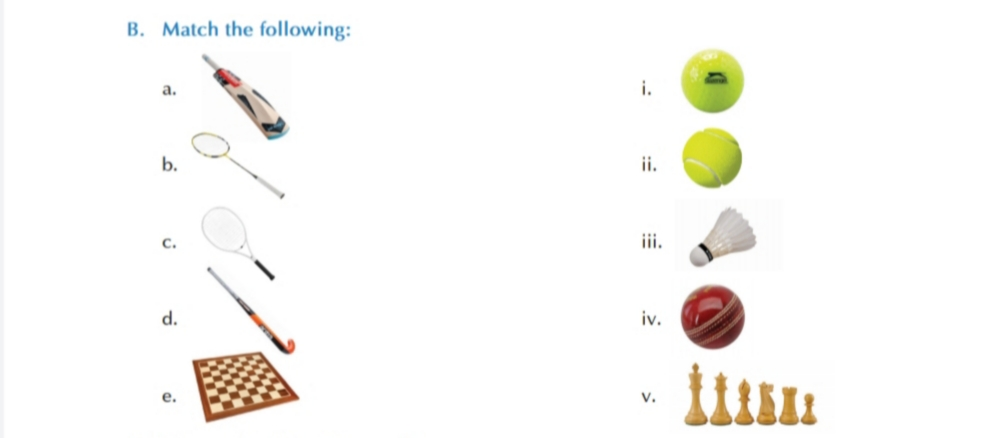 B. Match the following:
a.
i.
b.
ii.
c.
iii.
d.
iv.
e.
v.